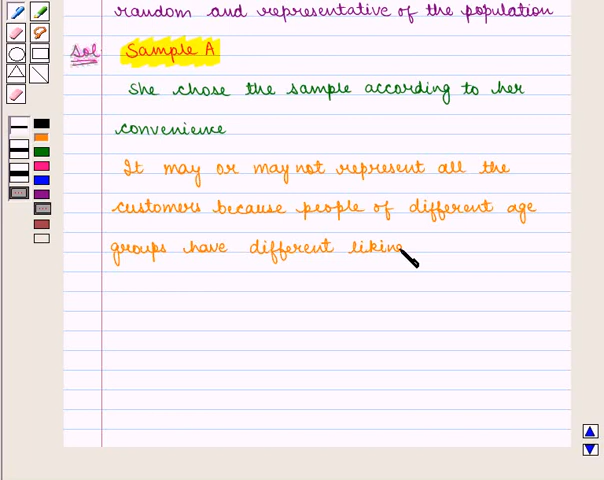 random and representative of the population
Sol Sample A
She chose the sample according to her
convenience
It may or may not represent all the
customers because people of different age
groups have different liking